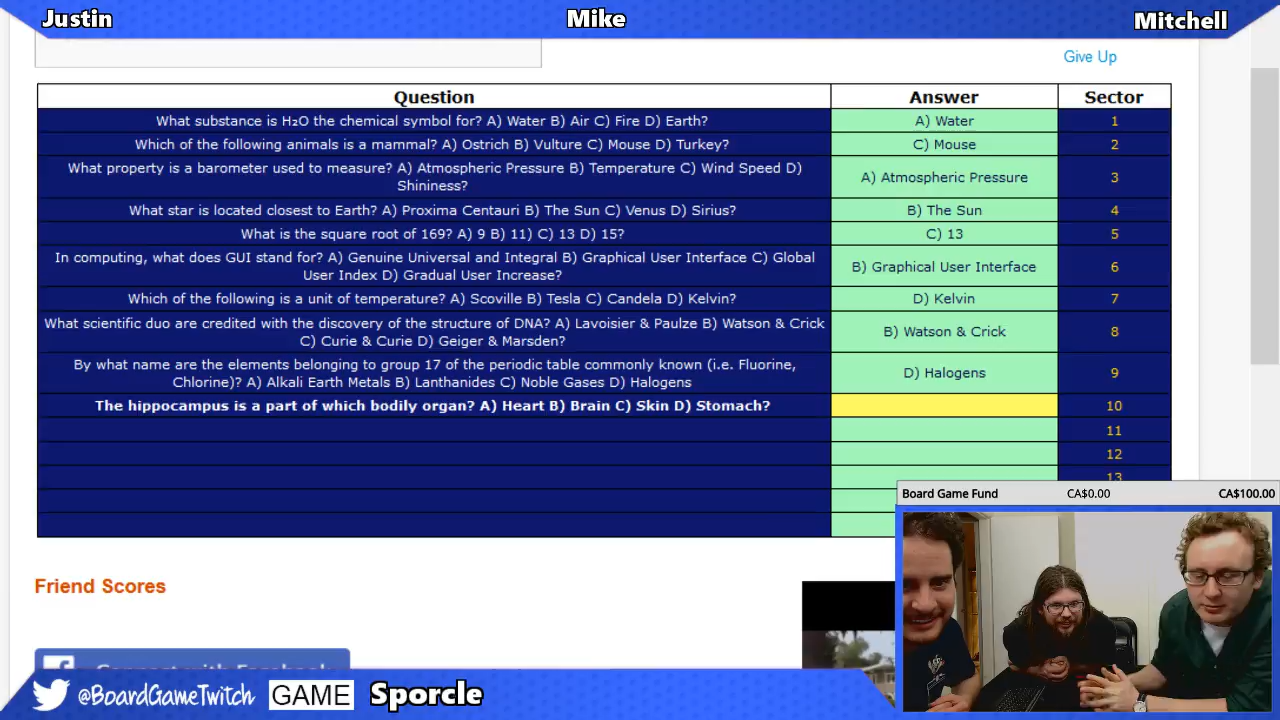 Justin
Mike
Mitchell
Give Up
Question
Answer
Sector
What substance is H₂O the chemical symbol for? A) Water B) Air C) Fire D) Earth?
A) Water
1
Which of the following animals is a mammal? A) Ostrich B) Vulture C) Mouse D) Turkey?
C) Mouse
2
What property is a barometer used to measure? A) Atmospheric Pressure B) Temperature C) Wind Speed D)
Shininess?
A) Atmospheric Pressure
3
What star is located closest to Earth? A) Proxima Centauri B) The Sun C) Venus D) Sirius?
B) The Sun
4
What is the square root of 169? A) 9 B) 11) C) 13 D) 15?
C) 13
5
In computing, what does GUI stand for? A) Genuine Universal and Integral B) Graphical User Interface C) Global
User Index D) Gradual User Increase?
B) Graphical User Interface
6
Which of the following is a unit of temperature? A) Scoville B) Tesla C) Candela D) Kelvin?
D) Kelvin
7
What scientific duo are credited with the discovery of the structure of DNA? A) Lavoisier & Paulze B) Watson & Crick
C) Curie & Curie D) Geiger & Marsden?
B) Watson & Crick
8
By what name are the elements belonging to group 17 of the periodic table commonly known (i.e. Fluorine,
Chlorine)? A) Alkali Earth Metals B) Lanthanides C) Noble Gases D) Halogens
D) Halogens
9
The hippocampus is a part of which bodily organ? A) Heart B) Brain C) Skin D) Stomach?
10
11
12
13
Board Game Fund
CA$0.00
CA$100.00
Friend Scores
Connect with Facebook
@BoardGameTwitch
GAME
Sporcle